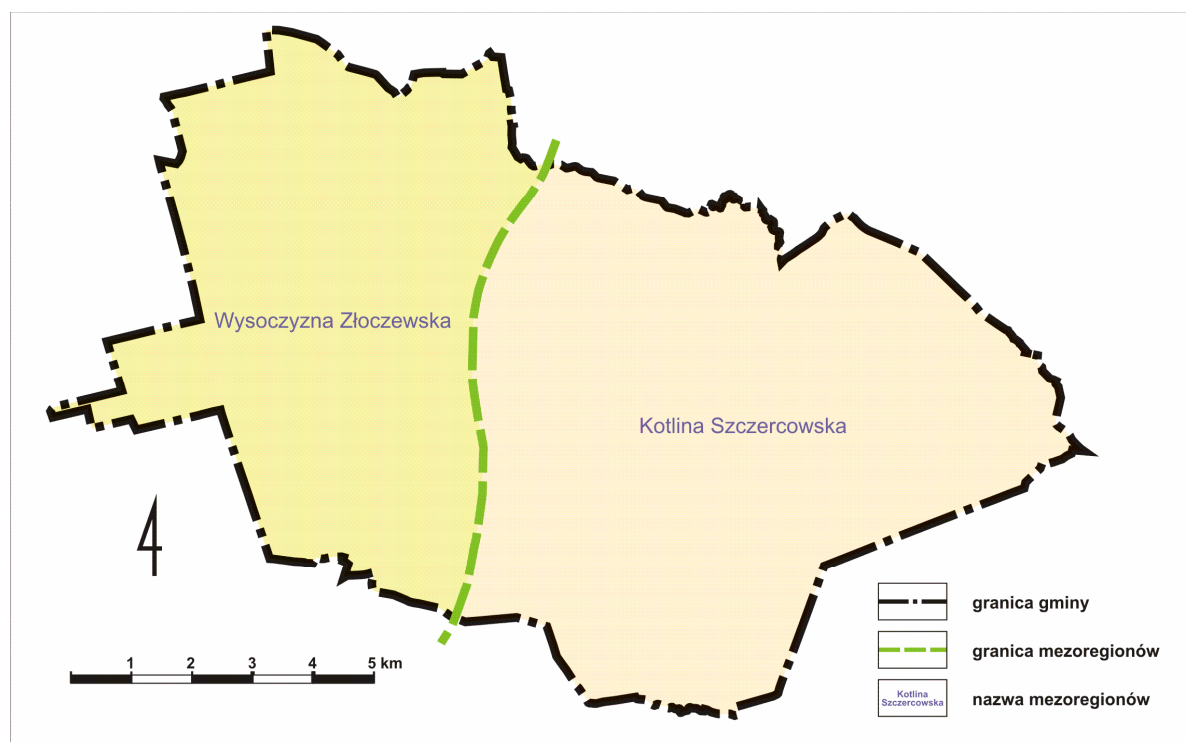 Wysoczyzna Złoczewska
Kotlina Szczercowska
1 2 3 4 5 km
granica gminy
granica mezoregionów
Kotlina
Szczercowska
nazwa mezoregionów